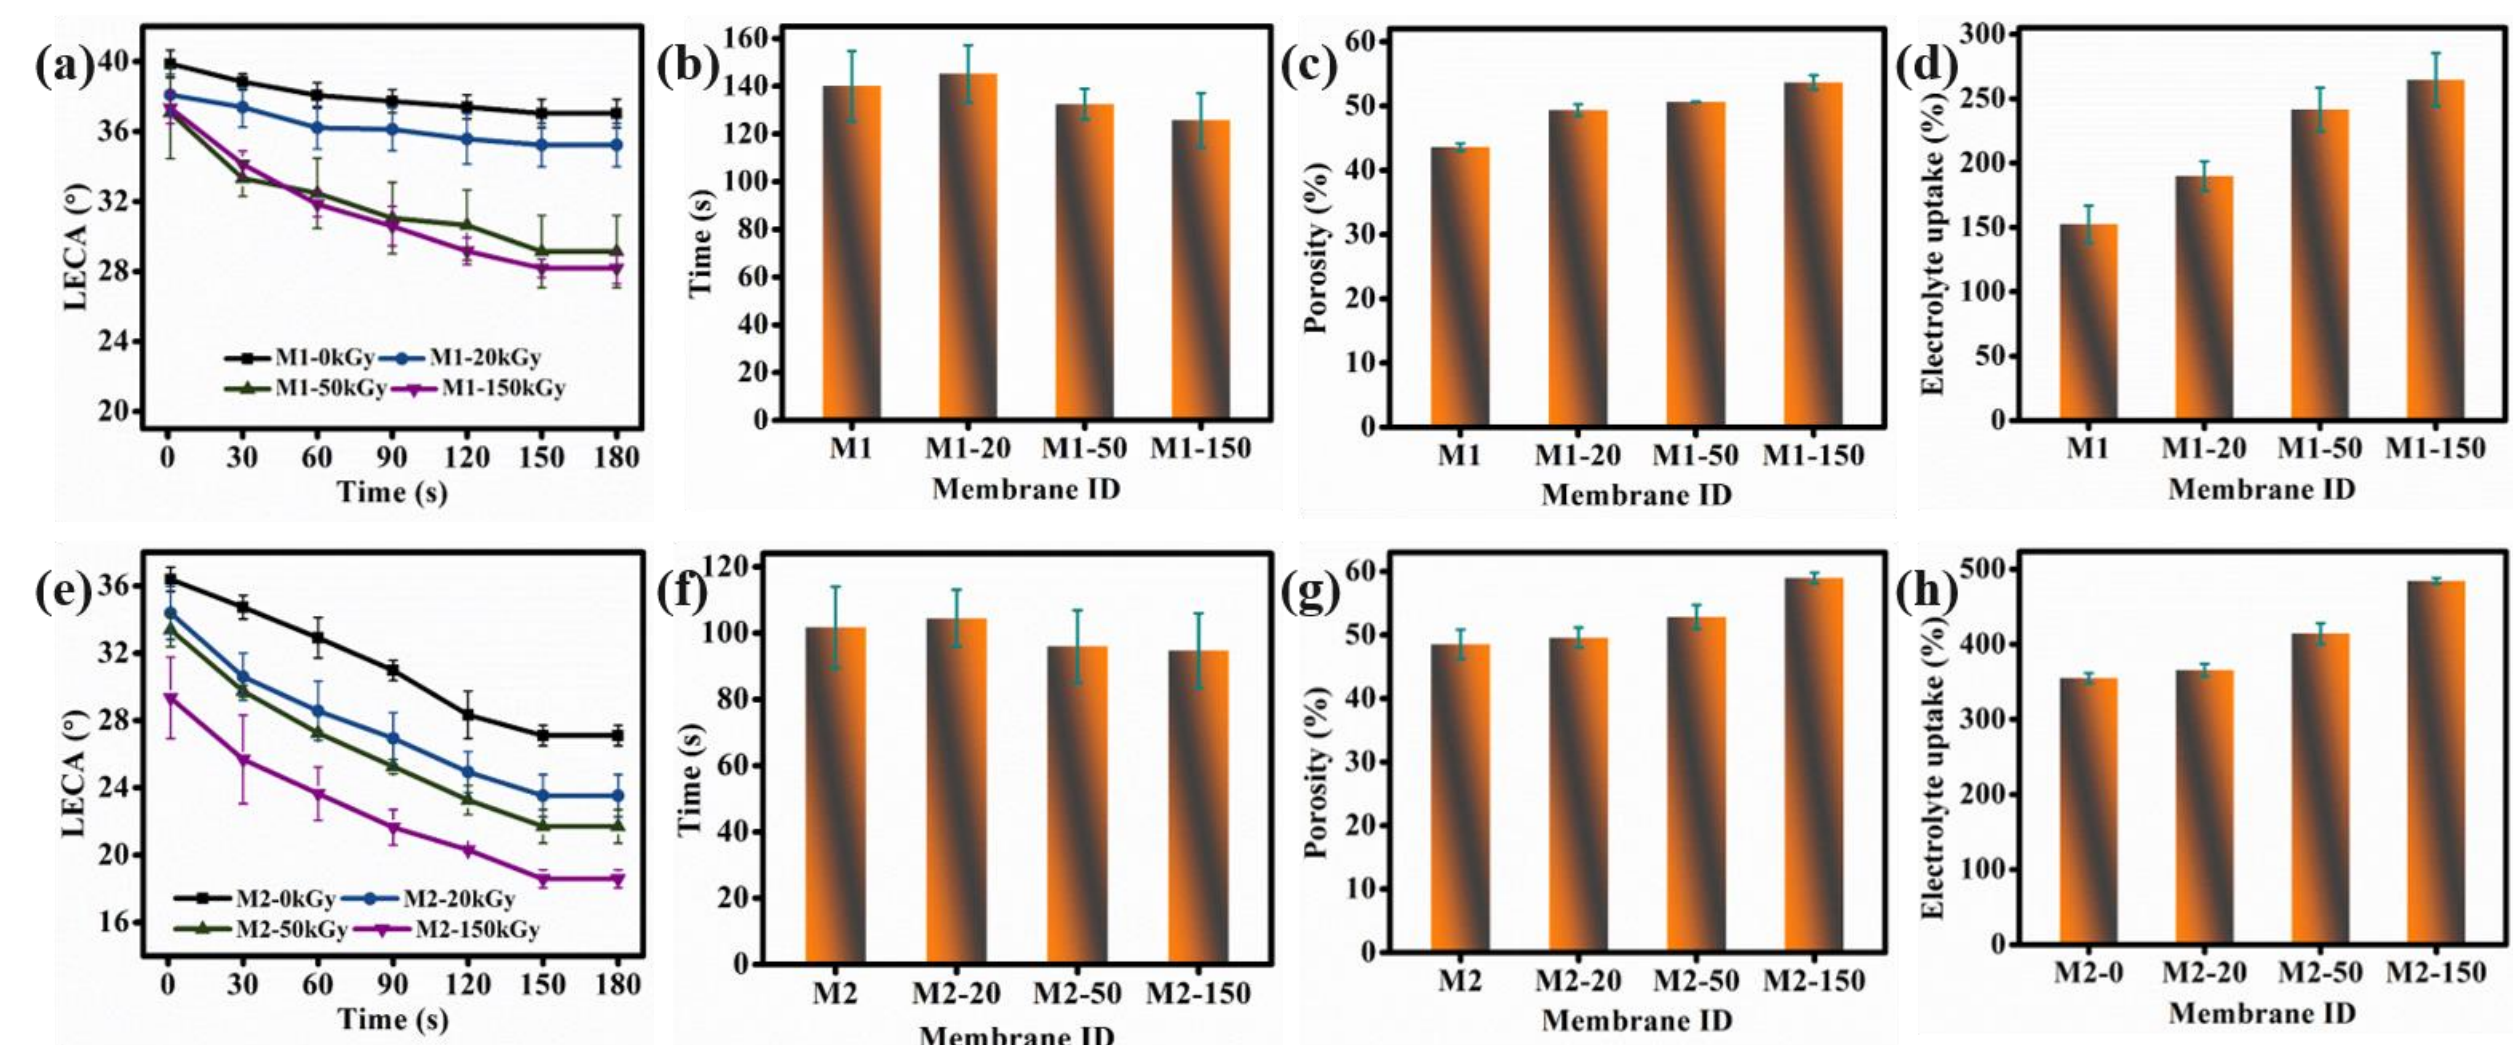 (a)
40
36
32
28
24
20
LECA (°)
M1-0kGy M1-20kGy
M1-50kGy M1-150kGy
0 30 60 90 120 150 180
Time (s)
(b)
160
140
120
100
80
60
40
20
0
Time (s)
M1 M1-20 M1-50 M1-150
Membrane ID
(c)
60
50
40
30
20
10
0
Porosity (%)
M1 M1-20 M1-50 M1-150
Membrane ID
(d)
300
250
200
150
100
50
0
Electrolyte uptake (%)
M1 M1-20 M1-50 M1-150
Membrane ID
(e)
36
32
28
24
20
16
LECA (°)
M2-0kGy M2-20kGy
M2-50kGy M2-150kGy
0 30 60 90 120 150 180
Time (s)
(f)
120
100
80
60
40
20
0
Time (s)
M2 M2-20 M2-50 M2-150
Membrane ID
(g)
60
50
40
30
20
10
0
Porosity (%)
M2 M2-20 M2-50 M2-150
Membrane ID
(h)
500
400
300
200
100
0
Electrolyte uptake (%)
M2-0 M2-20 M2-50 M2-150
Membrane ID